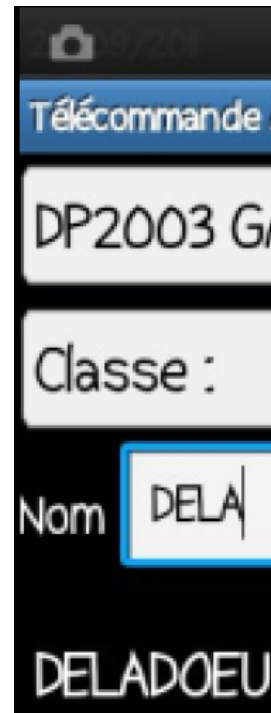 Télécommande
DP2003 G
Classe :
Nom DELA
DELADOEU